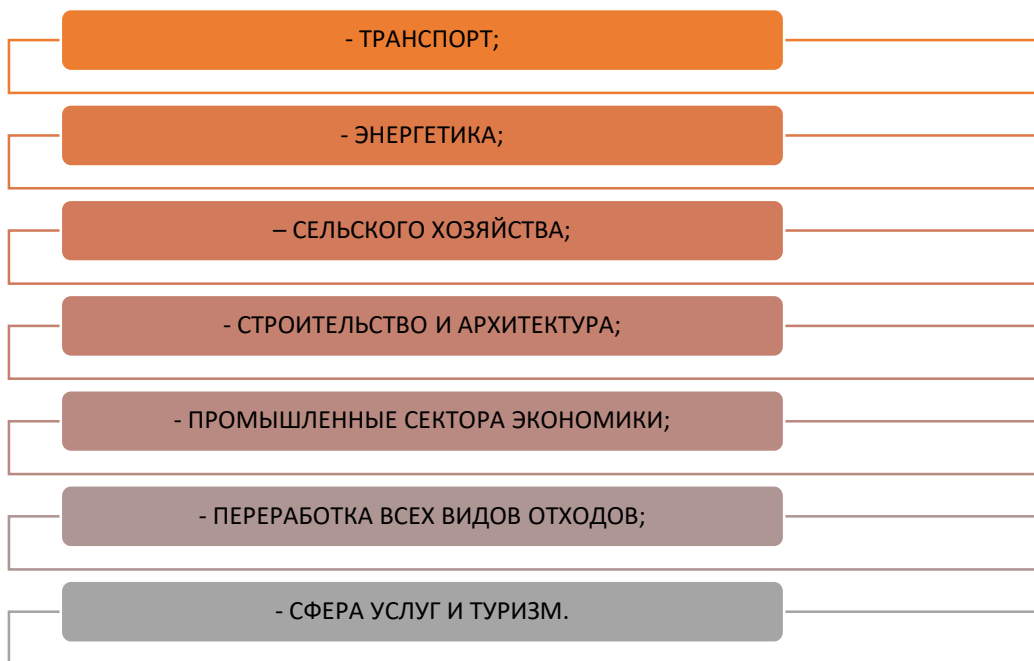 - ТРАНСПОРТ;
- ЭНЕРГЕТИКА;
– СЕЛЬСКОГО ХОЗЯЙСТВА;
- СТРОИТЕЛЬСТВО И АРХИТЕКТУРА;
- ПРОМЫШЛЕННЫЕ СЕКТОРА ЭКОНОМИКИ;
- ПЕРЕРАБОТКА ВСЕХ ВИДОВ ОТХОДОВ;
- СФЕРА УСЛУГ И ТУРИЗМ.